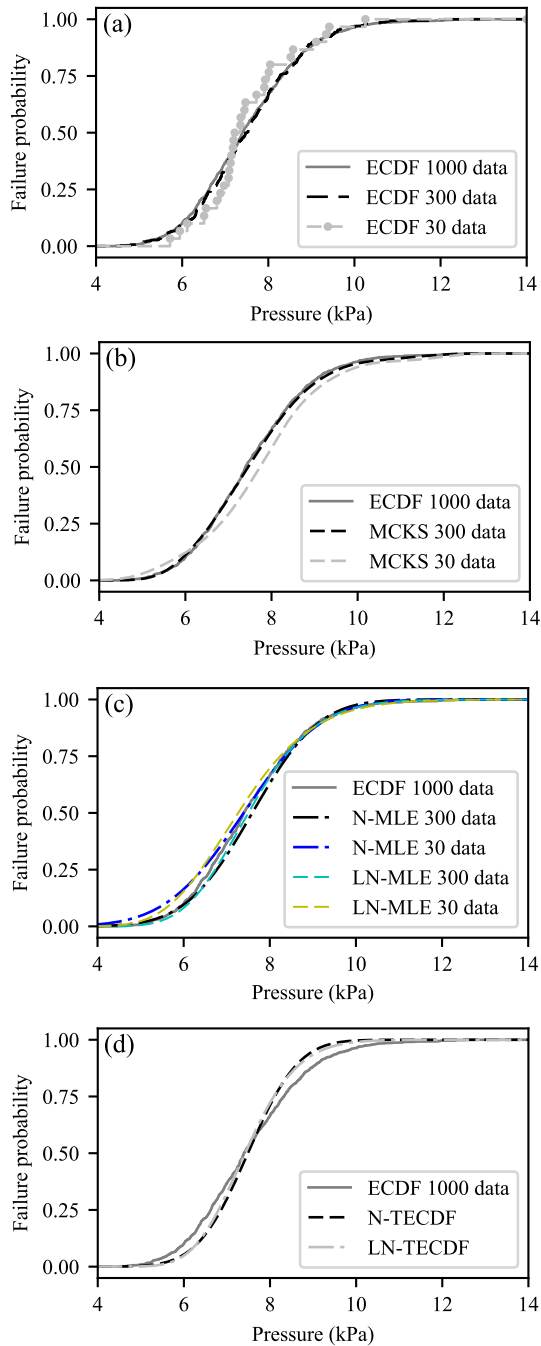 (a)
1.00
0.75
0.50
0.25
0.00
Failure probability
ECDF 1000 data
ECDF 300 data
ECDF 30 data
4 6 8 10 12 14
Pressure (kPa)
(b)
1.00
0.75
0.50
0.25
0.00
Failure probability
ECDF 1000 data
MCKS 300 data
MCKS 30 data
4 6 8 10 12 14
Pressure (kPa)
(c)
1.00
0.75
0.50
0.25
0.00
Failure probability
ECDF 1000 data
N-MLE 300 data
N-MLE 30 data
LN-MLE 300 data
LN-MLE 30 data
4 6 8 10 12 14
Pressure (kPa)
(d)
1.00
0.75
0.50
0.25
0.00
Failure probability
ECDF 1000 data
N-TECDF
LN-TECDF
4 6 8 10 12 14
Pressure (kPa)